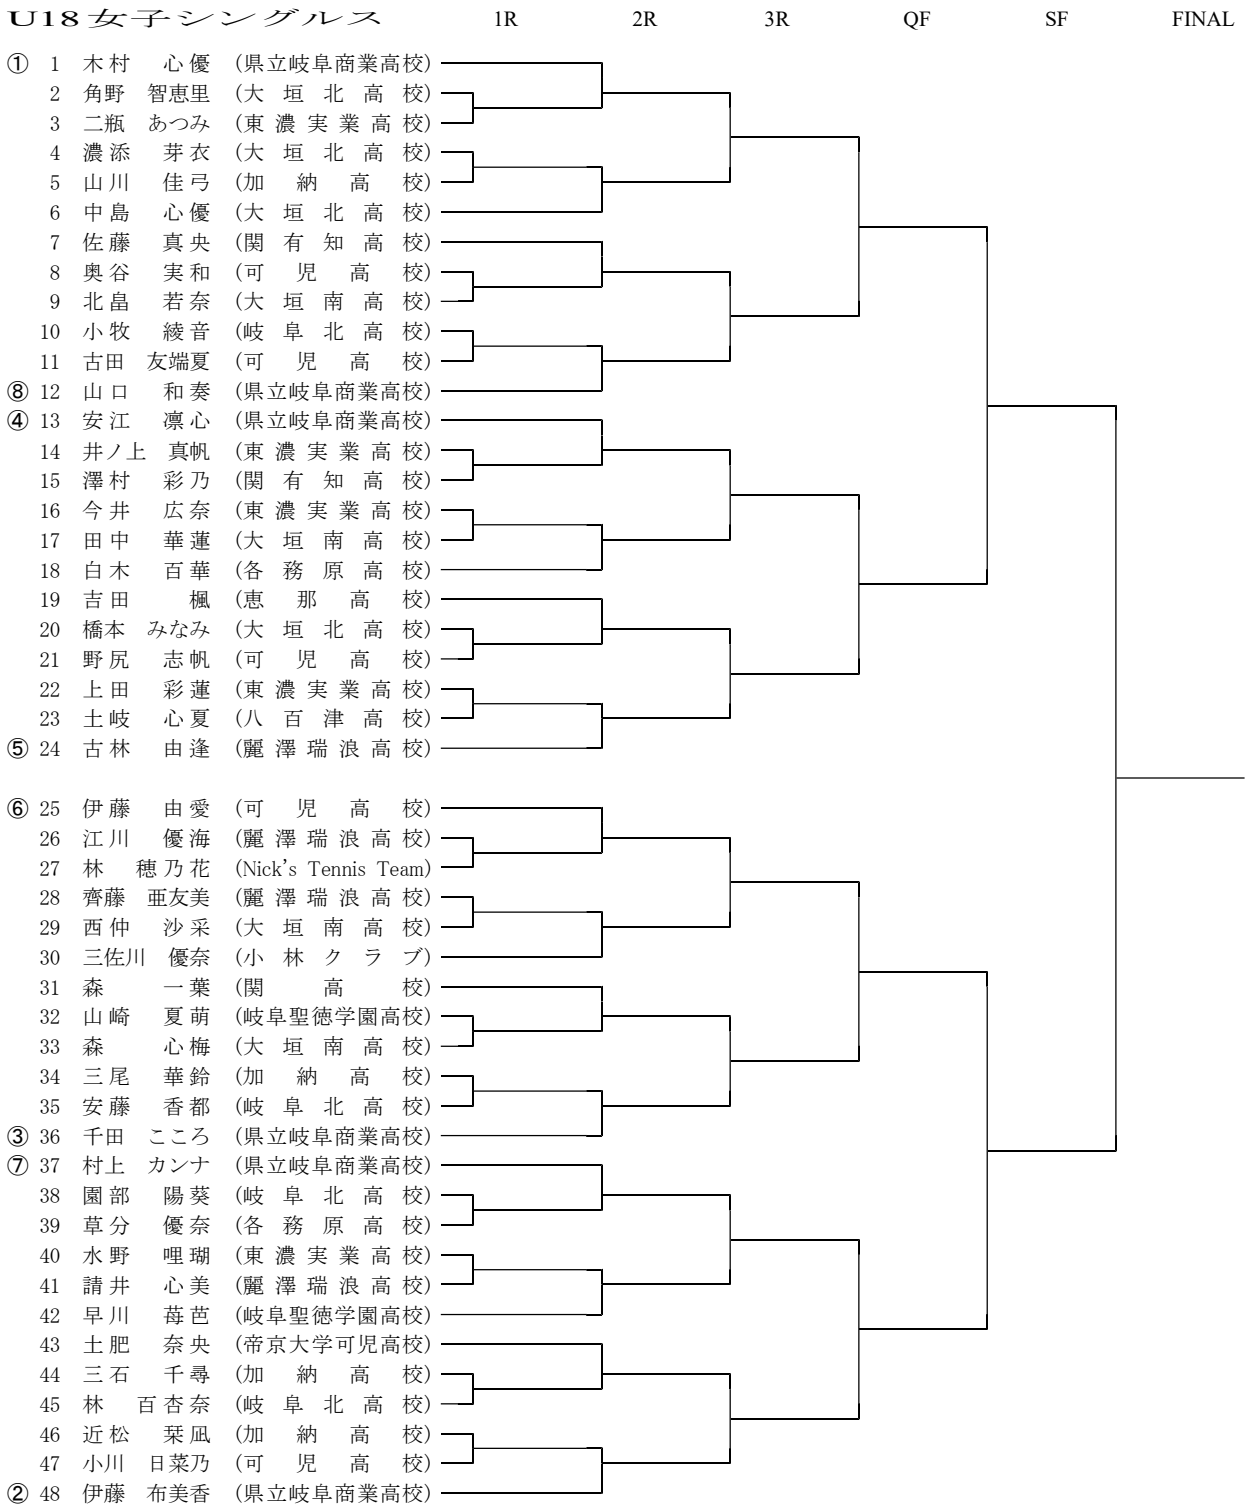 U18女子シングルス 1R 2R 3R QF SF FINAL
① 1 木村 心優 (県立岐阜商業高校)
2 角野 智恵里 (大垣北高校)
3 二瓶 あつみ (東濃実業高校)
4 濃添 芽衣 (大垣北高校)
5 山川 佳弓 (加納高校)
6 中島 心優 (大垣北高校)
7 佐藤 真央 (関有知高校)
8 奥谷 実和 (可児高校)
9 北畠 若奈 (大垣南高校)
10 小牧 綾音 (岐阜北高校)
11 古田 友端夏 (可児高校)
⑧ 12 山口 和奏 (県立岐阜商業高校)
④ 13 安江 凛心 (県立岐阜商業高校)
14 井ノ上 真帆 (東濃実業高校)
15 澤村 彩乃 (関有知高校)
16 今井 広奈 (東濃実業高校)
17 田中 華蓮 (大垣南高校)
18 白木 百華 (各務原高校)
19 吉田 楓 (恵那高校)
20 橋本 みなみ (大垣北高校)
21 野尻 志帆 (可児高校)
22 上田 彩蓮 (東濃実業高校)
23 土岐 心夏 (八百津高校)
⑤ 24 古林 由逢 (麗澤瑞浪高校)
⑥ 25 伊藤 由愛 (可児高校)
26 江川 優海 (麗澤瑞浪高校)
27 林 穂乃花 (Nick's Tennis Team)
28 齊藤 亜友美 (麗澤瑞浪高校)
29 西仲 沙采 (大垣南高校)
30 三佐川 優奈 (小林クラブ)
31 森 一葉 (関高校)
32 山崎 夏萌 (岐阜聖徳学園高校)
33 森 心梅 (大垣南高校)
34 三尾 華鈴 (加納高校)
35 安藤 香都 (岐阜北高校)
③ 36 千田 こころ (県立岐阜商業高校)
⑦ 37 村上 カンナ (県立岐阜商業高校)
38 園部 陽葵 (岐阜北高校)
39 草分 優奈 (各務原高校)
40 水野 哩瑚 (東濃実業高校)
41 請井 心美 (麗澤瑞浪高校)
42 早川 苺芭 (岐阜聖徳学園高校)
43 土肥 奈央 (帝京大学可児高校)
44 三石 千尋 (加納高校)
45 林 百杏奈 (岐阜北高校)
46 近松 栞凪 (加納高校)
47 小川 日菜乃 (可児高校)
② 48 伊藤 布美香 (県立岐阜商業高校)